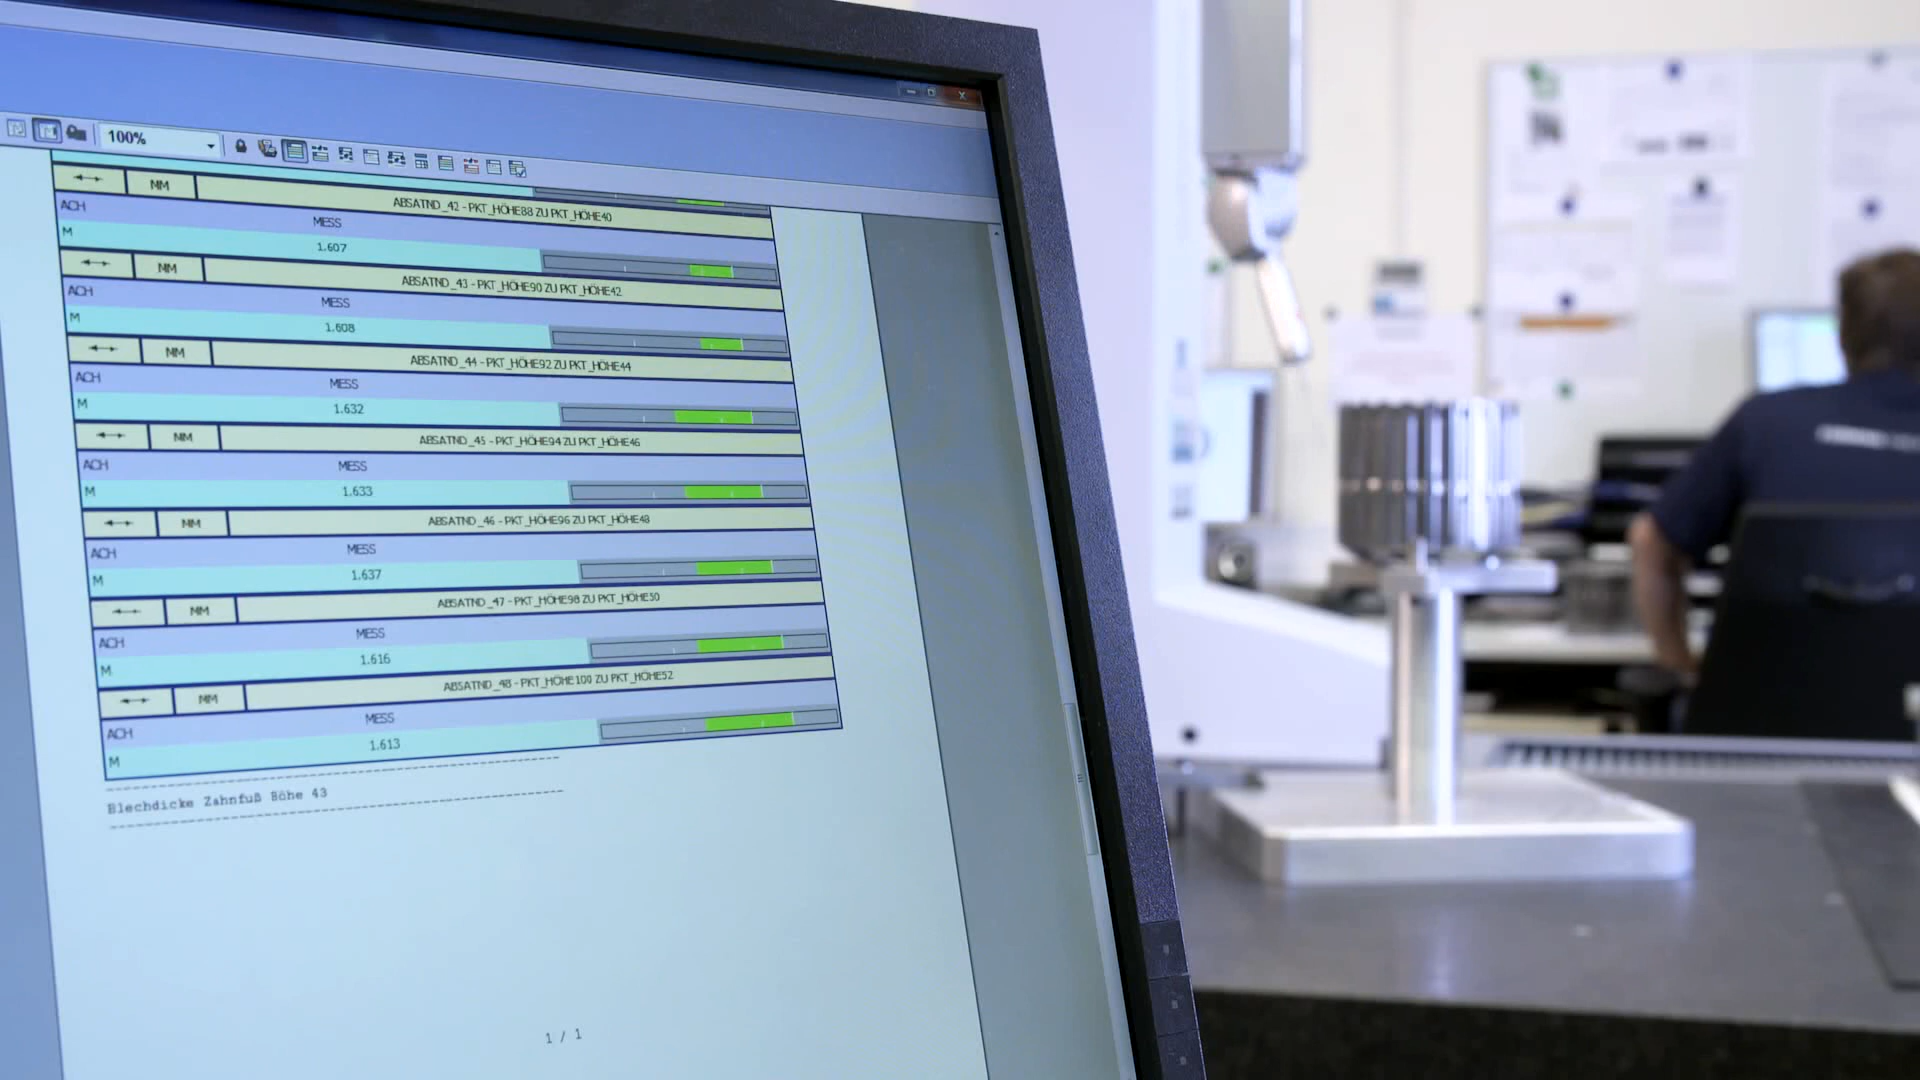 100%
MM ABSATND_42 - PKT_HÖHE88 ZU PKT_HÖHE40
ACH MESS
M 1.607
MM ABSATND_43 - PKT_HÖHE90 ZU PKT_HÖHE42
ACH MESS
M 1.608
MM ABSATND_44 - PKT_HÖHE92 ZU PKT_HÖHE44
ACH MESS
M 1.632
MM ABSATND_45 - PKT_HÖHE94 ZU PKT_HÖHE46
ACH MESS
M 1.633
MM ABSATND_46 - PKT_HÖHE96 ZU PKT_HÖHE48
ACH MESS
M 1.637
MM ABSATND_47 - PKT_HÖHE98 ZU PKT_HÖHE50
ACH MESS
M 1.616
MM ABSATND_48 - PKT_HÖHE100 ZU PKT_HÖHE52
ACH MESS
M 1.613
Blechdicke Zahnfuß Höhe 43
1 / 1